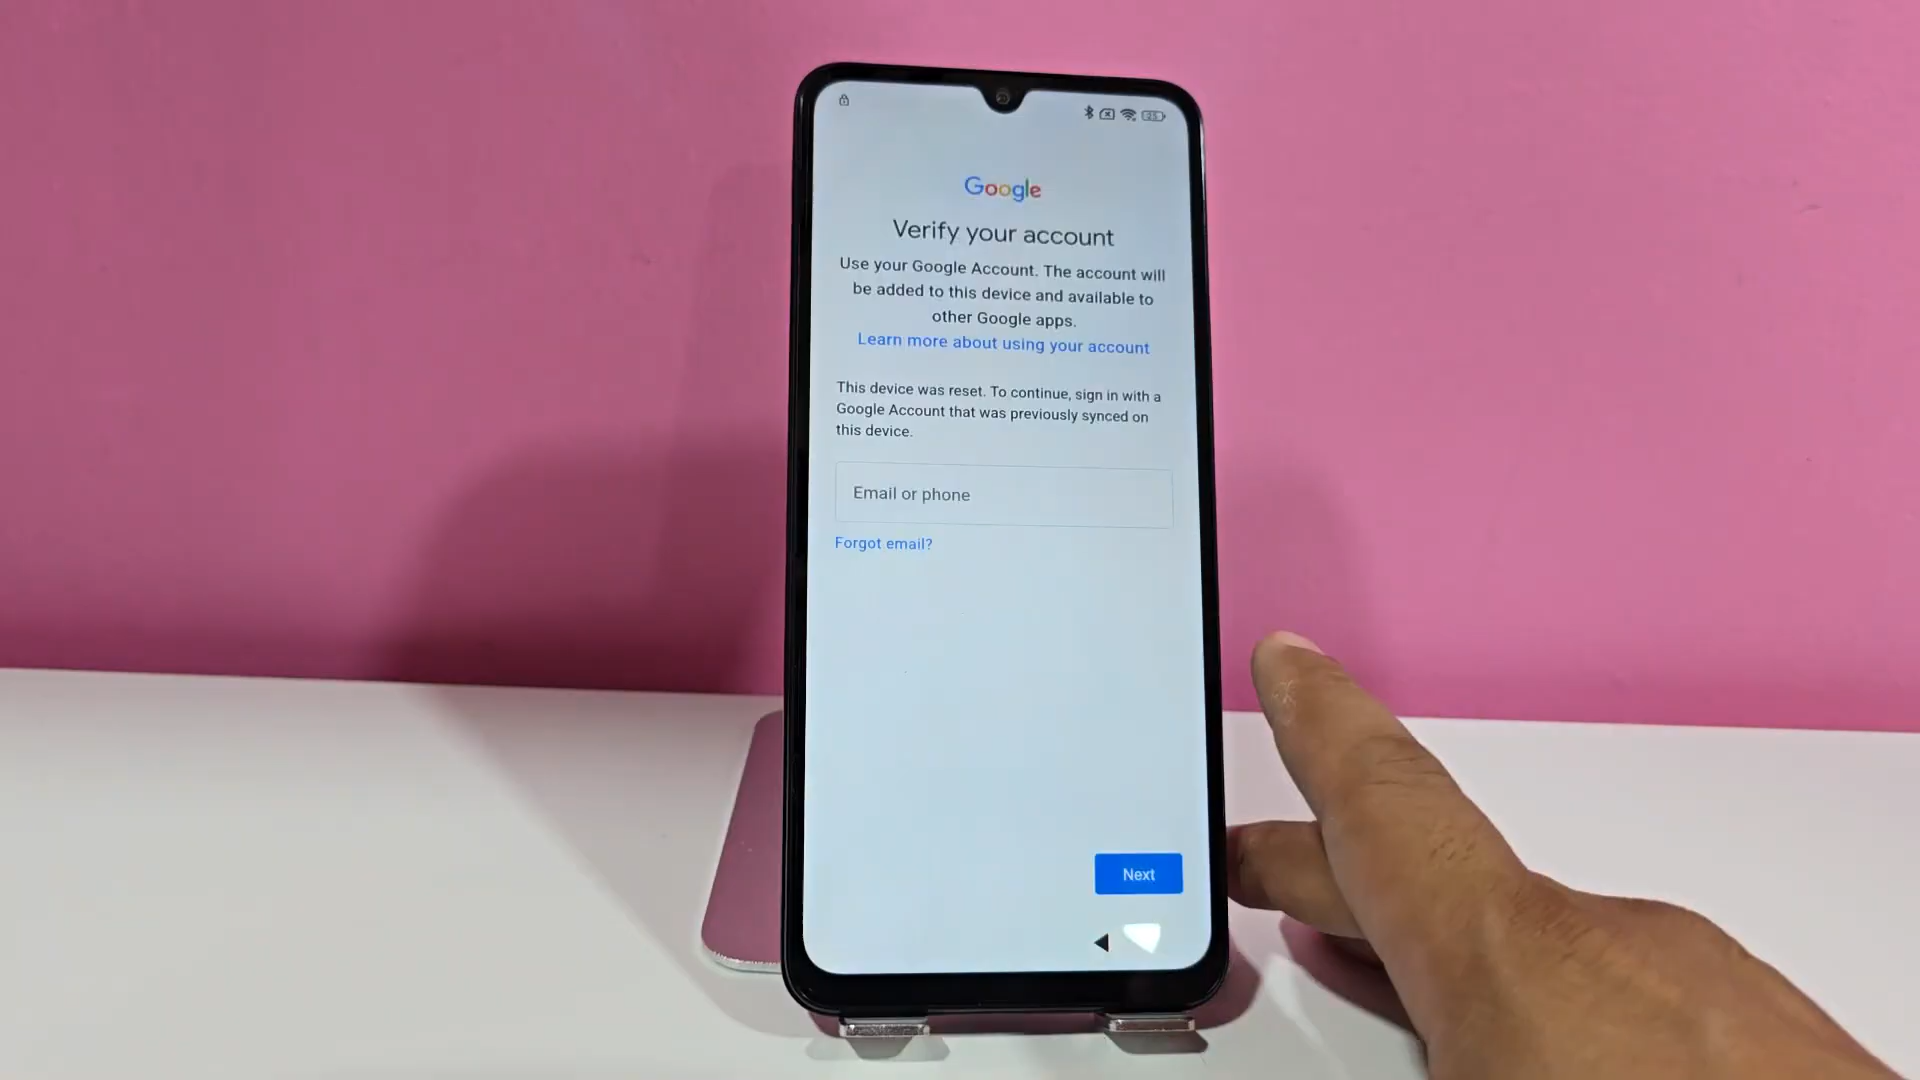 Google
Verify your account
Use your Google Account. The account will
be added to this device and available to
other Google apps.
Learn more about using your account
This device was reset. To continue, sign in with a
Google Account that was previously synced on
this device.
Email or phone
Forgot email?
Next